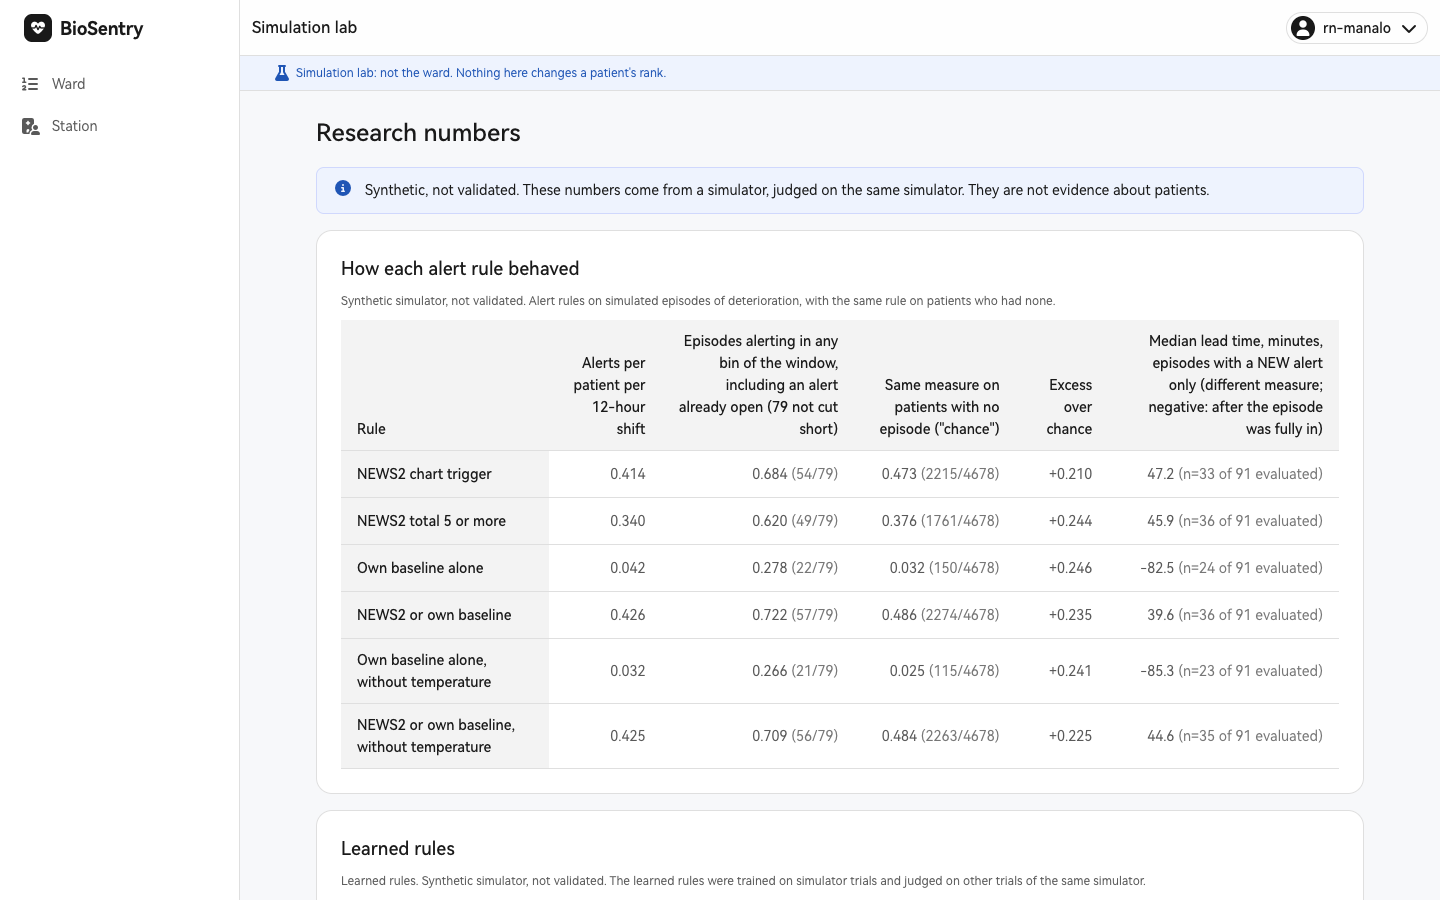 BioSentry
Simulation lab
rn-manalo
Ward
Station
Simulation lab: not the ward. Nothing here changes a patient's rank.
Research numbers
Synthetic, not validated. These numbers come from a simulator, judged on the same simulator. They are not evidence about patients.
How each alert rule behaved
Synthetic simulator, not validated. Alert rules on simulated episodes of deterioration, with the same rule on patients who had none.
Rule
Alerts per
patient per
12-hour
shift
Episodes alerting in any
bin of the window,
including an alert
already open (79 not cut
short)
Same measure on
patients with no
episode ("chance")
Excess
over
chance
Median lead time, minutes,
episodes with a NEW alert
only (different measure;
negative: after the episode
was fully in)
NEWS2 chart trigger 0.414 0.684 (54/79) 0.473 (2215/4678) +0.210 47.2 (n=33 of 91 evaluated)
NEWS2 total 5 or more 0.340 0.620 (49/79) 0.376 (1761/4678) +0.244 45.9 (n=36 of 91 evaluated)
Own baseline alone 0.042 0.278 (22/79) 0.032 (150/4678) +0.246 -82.5 (n=24 of 91 evaluated)
NEWS2 or own baseline 0.426 0.722 (57/79) 0.486 (2274/4678) +0.235 39.6 (n=36 of 91 evaluated)
Own baseline alone,
without temperature 0.032 0.266 (21/79) 0.025 (115/4678) +0.241 -85.3 (n=23 of 91 evaluated)
NEWS2 or own baseline,
without temperature 0.425 0.709 (56/79) 0.484 (2263/4678) +0.225 44.6 (n=35 of 91 evaluated)
Learned rules
Learned rules. Synthetic simulator, not validated. The learned rules were trained on simulator trials and judged on other trials of the same simulator.